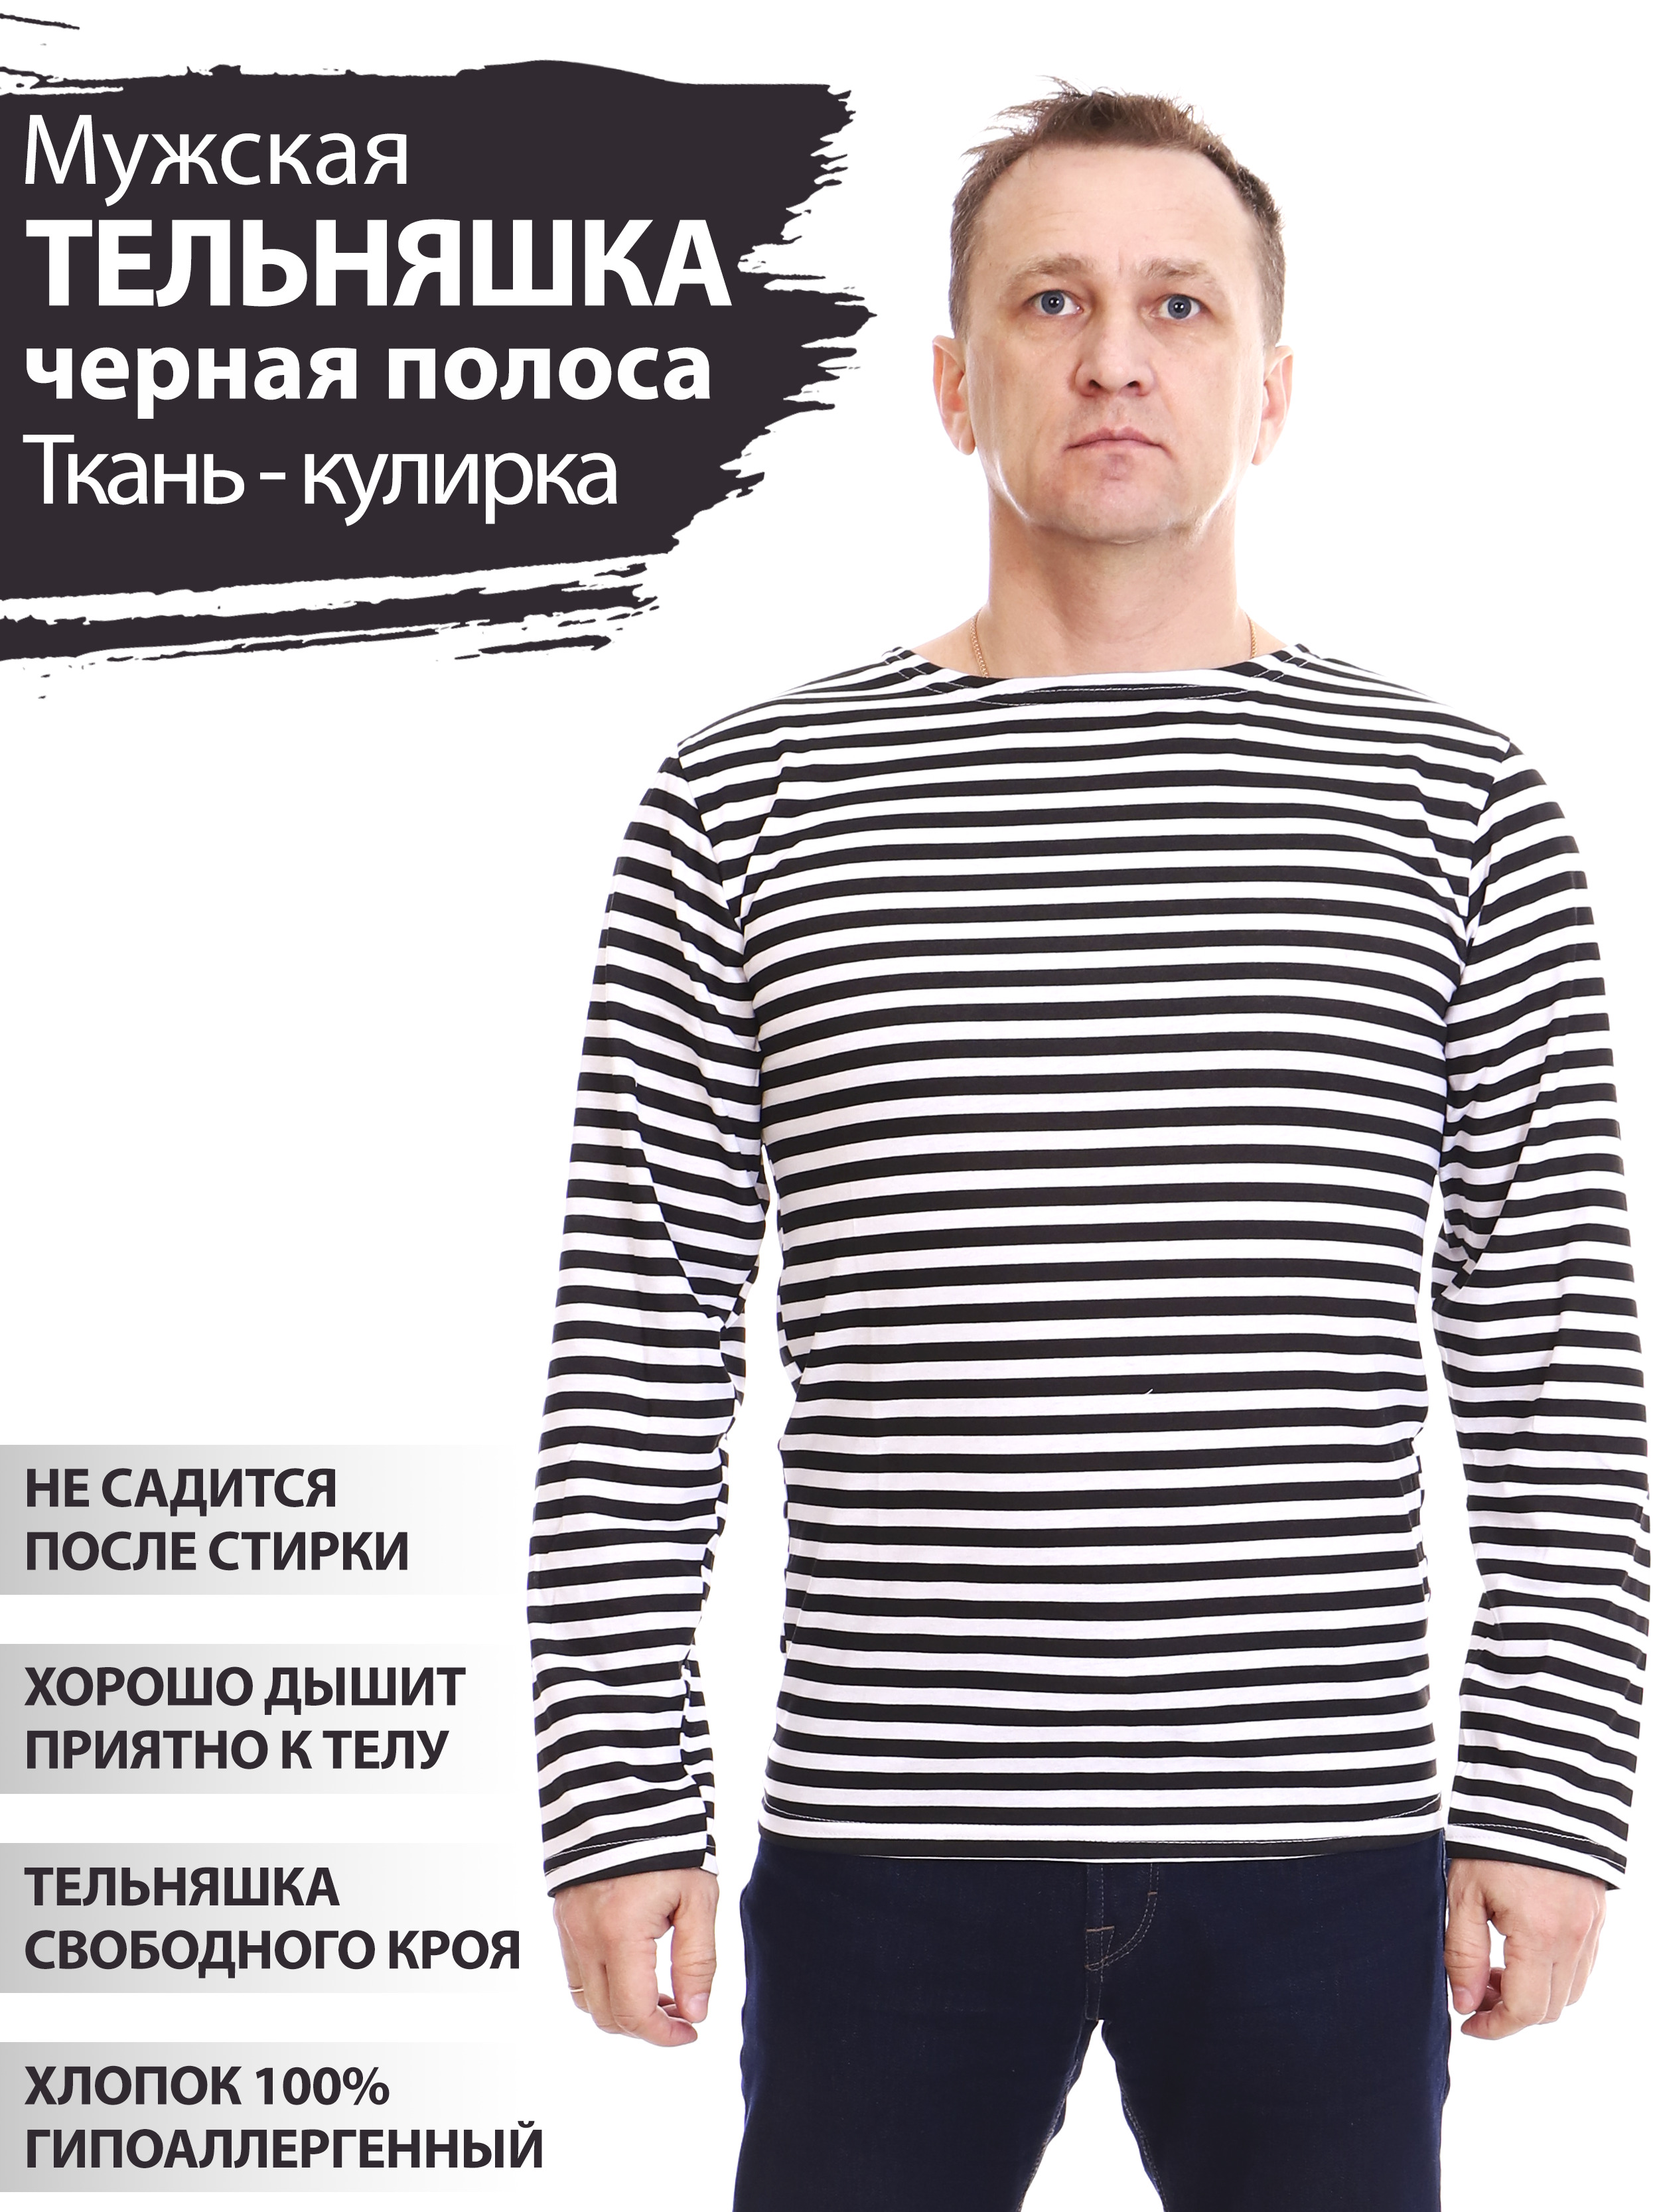 Мужская
ТЕЛЬНЯШКА
черная полоса
Ткань - кулирка
НЕ САДИТСЯ
ПОСЛЕ СТИРКИ
ХОРОШО ДЫШИТ
ПРИЯТНО К ТЕЛУ
ТЕЛЬНЯШКА
СВОБОДНОГО КРОЯ
ХЛОПОК 100%
ГИПОАЛЛЕРГЕННЫЙ